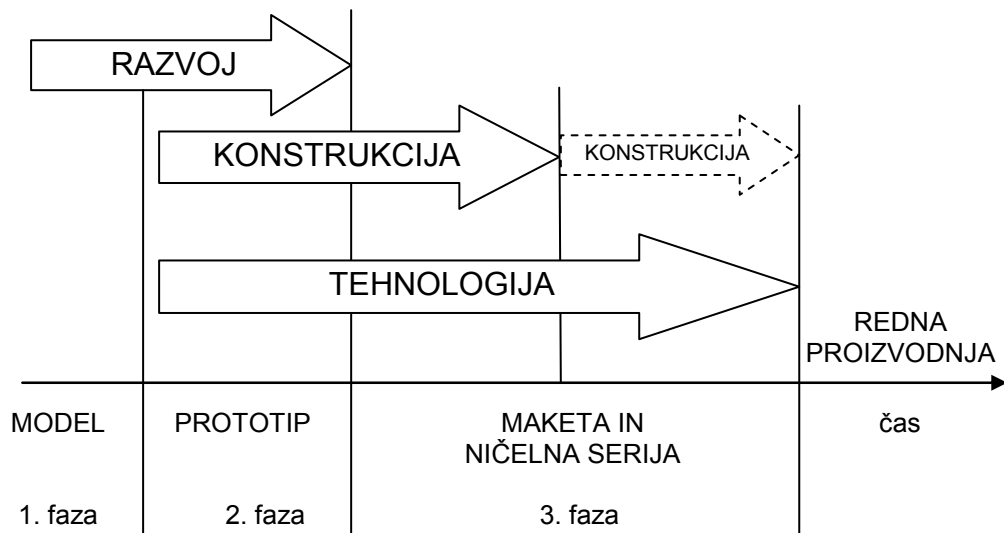 RAZVOJ
KONSTRUKCIJA
KONSTRUKCIJA
TEHNOLOGIJA
REDNA
PROIZVODNJA
MODEL
PROTOTIP
MAKETA IN
NIČELNA SERIJA
čas
1. faza
2. faza
3. faza